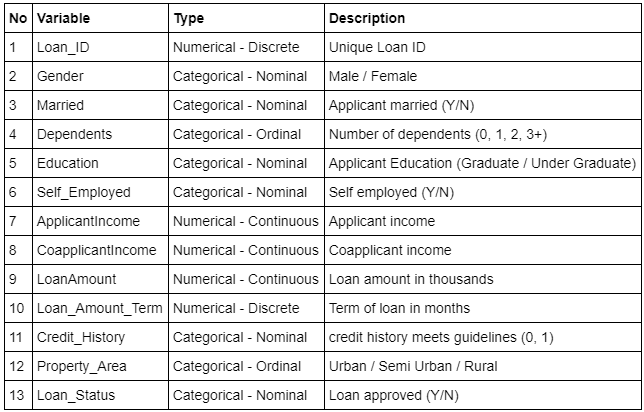 No Variable Type Description
1 Loan_ID Numerical - Discrete Unique Loan ID
2 Gender Categorical - Nominal Male / Female
3 Married Categorical - Nominal Applicant married (Y/N)
4 Dependents Categorical - Ordinal Number of dependents (0, 1, 2, 3+)
5 Education Categorical - Nominal Applicant Education (Graduate / Under Graduate)
6 Self_Employed Categorical - Nominal Self employed (Y/N)
7 ApplicantIncome Numerical - Continuous Applicant income
8 CoapplicantIncome Numerical - Continuous Coapplicant income
9 LoanAmount Numerical - Continuous Loan amount in thousands
10 Loan_Amount_Term Numerical - Discrete Term of loan in months
11 Credit_History Categorical - Nominal credit history meets guidelines (0, 1)
12 Property_Area Categorical - Ordinal Urban / Semi Urban / Rural
13 Loan_Status Categorical - Nominal Loan approved (Y/N)